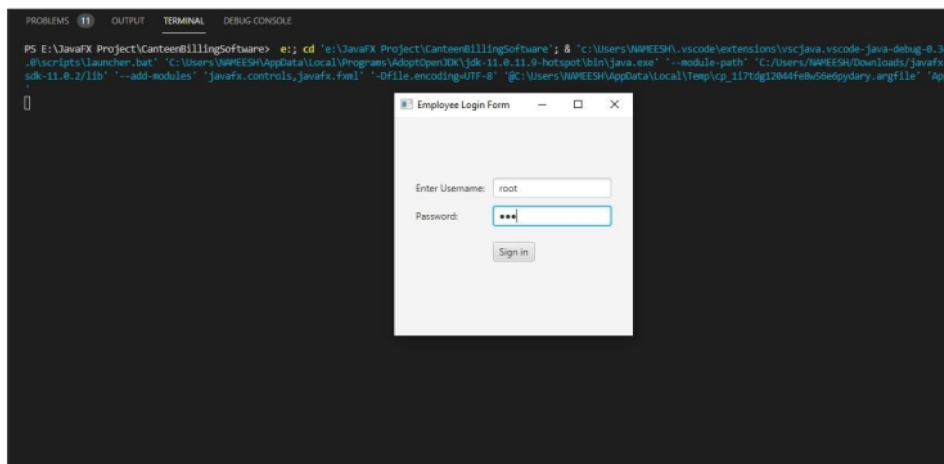 PROBLEMS 11 OUTPUT TERMINAL DEBUG CONSOLE
PS E:\JavaFX Project\CanteenBillingSoftware> e:; cd 'e:\JavaFX Project\CanteenBillingSoftware'; & 'c:\Users\NAMEESH\.vscode\extensions\vscjava.vscode-java-debug-0.3
.0\scripts\launcher.bat' 'C:\Users\NAMEESH\AppData\Local\Programs\AdoptOpenJDK\jdk-11.0.11.9-hotspot\bin\java.exe' '--module-path' 'C:/Users/NAMEESH/Downloads/javafx
sdk-11.0.2/lib' '--add-modules' 'javafx.controls,javafx.fxml' '-Dfile.encoding=UTF-8' '@C:\Users\NAMEESH\AppData\Local\Temp\cp_1i7tdg12044fe8w56e6pydary.argfile' 'Ap
'
Employee Login Form
Enter Username: root
Password: •••
Sign in